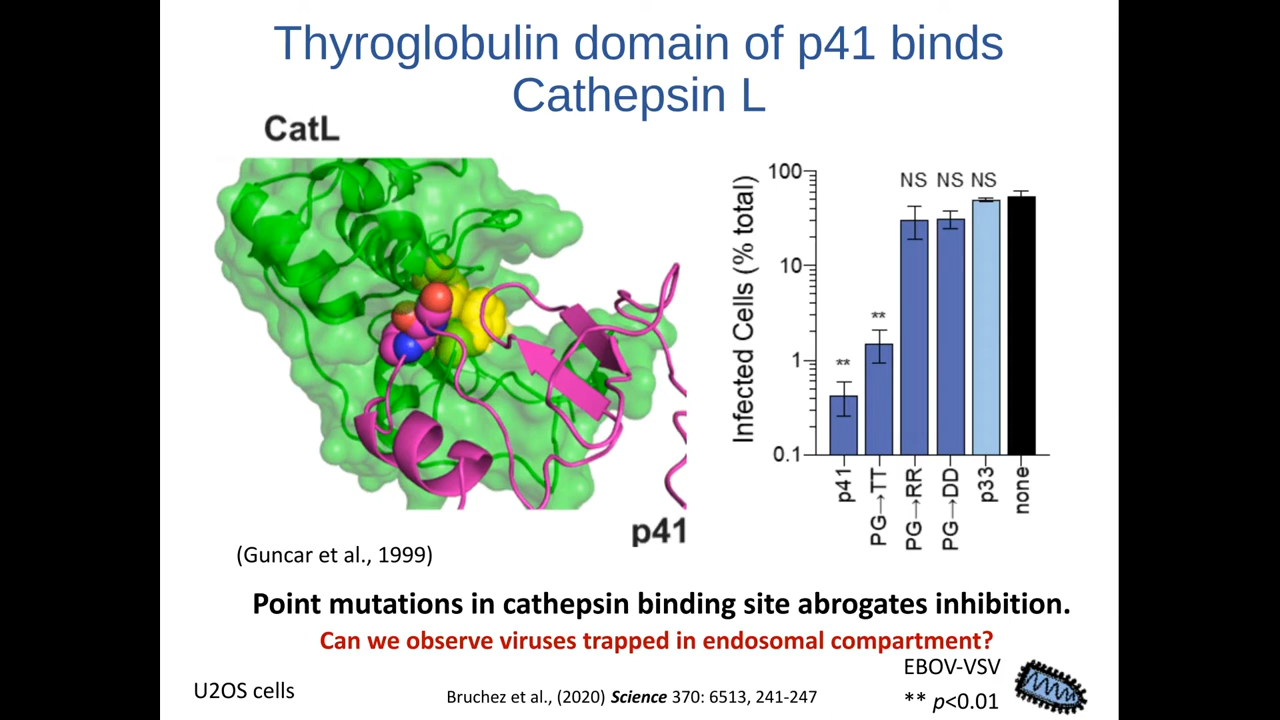 Thyroglobulin domain of p41 binds
Cathepsin L
CatL
p41
(Guncar et al., 1999)
Infected Cells (% total)
100
10
1
0.1
**
**
NS
NS
NS
p41
PG→TT
PG→RR
PG→DD
p33
none
Point mutations in cathepsin binding site abrogates inhibition.
Can we observe viruses trapped in endosomal compartment?
EBOV-VSV
U2OS cells
Bruchez et al., (2020) Science 370: 6513, 241-247
** p<0.01